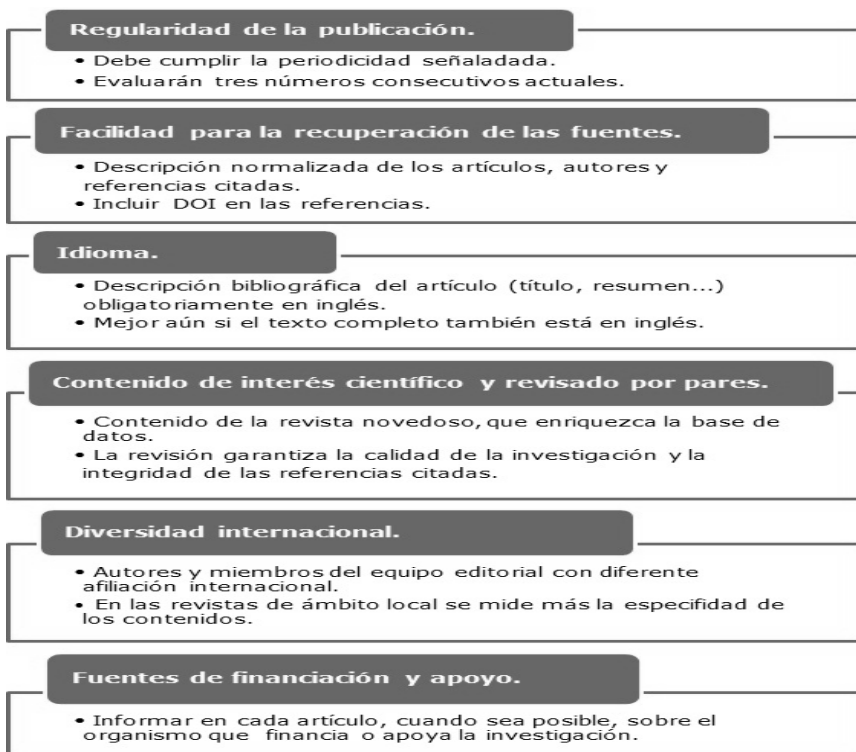 Regularidad de la publicación.
• Debe cumplir la periodicidad señaladada.
• Evaluarán tres números consecutivos actuales.
Facilidad para la recuperación de las fuentes.
• Descripción normalizada de los artículos, autores y
referencias citadas.
• Incluir DOI en las referencias.
Idioma.
• Descripción bibliográfica del artículo (título, resumen...)
obligatoriamente en inglés.
• Mejor aún si el texto completo también está en inglés.
Contenido de interés científico y revisado por pares.
• Contenido de la revista novedoso, que enriquezca la base de
datos.
• La revisión garantiza la calidad de la investigación y la
integridad de las referencias citadas.
Diversidad internacional.
• Autores y miembros del equipo editorial con diferente
afiliación internacional.
• En las revistas de ámbito local se mide más la especifidad de
los contenidos.
Fuentes de financiación y apoyo.
• Informar en cada artículo, cuando sea posible, sobre el
organismo que financia o apoya la investigación.